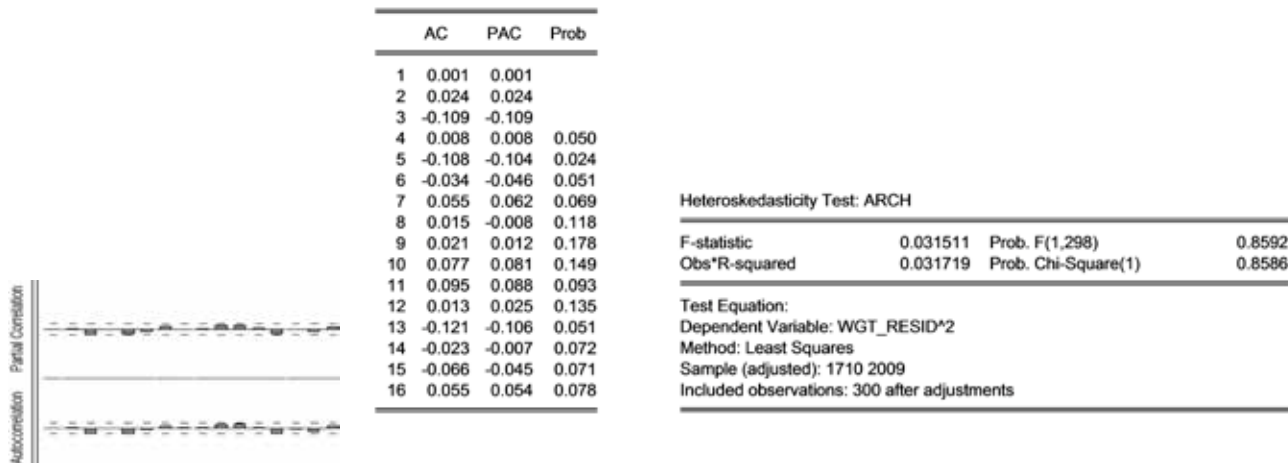 AC PAC Prob
1 0.001 0.001
2 0.024 0.024
3 -0.109 -0.109
4 0.008 0.008 0.050
5 -0.108 -0.104 0.024
6 -0.034 -0.046 0.051
7 0.055 0.062 0.069
8 0.015 -0.008 0.118
9 0.021 0.012 0.178
10 0.077 0.081 0.149
11 0.095 0.088 0.093
12 0.013 0.025 0.135
13 -0.121 -0.106 0.051
14 -0.023 -0.007 0.072
15 -0.066 -0.045 0.071
16 0.055 0.054 0.078
Partial Correlation
Autocorrelation
Heteroskedasticity Test: ARCH
F-statistic 0.031511 Prob. F(1,298) 0.8592
Obs*R-squared 0.031719 Prob. Chi-Square(1) 0.8586
Test Equation:
Dependent Variable: WGT_RESID^2
Method: Least Squares
Sample (adjusted): 1710 2009
Included observations: 300 after adjustments